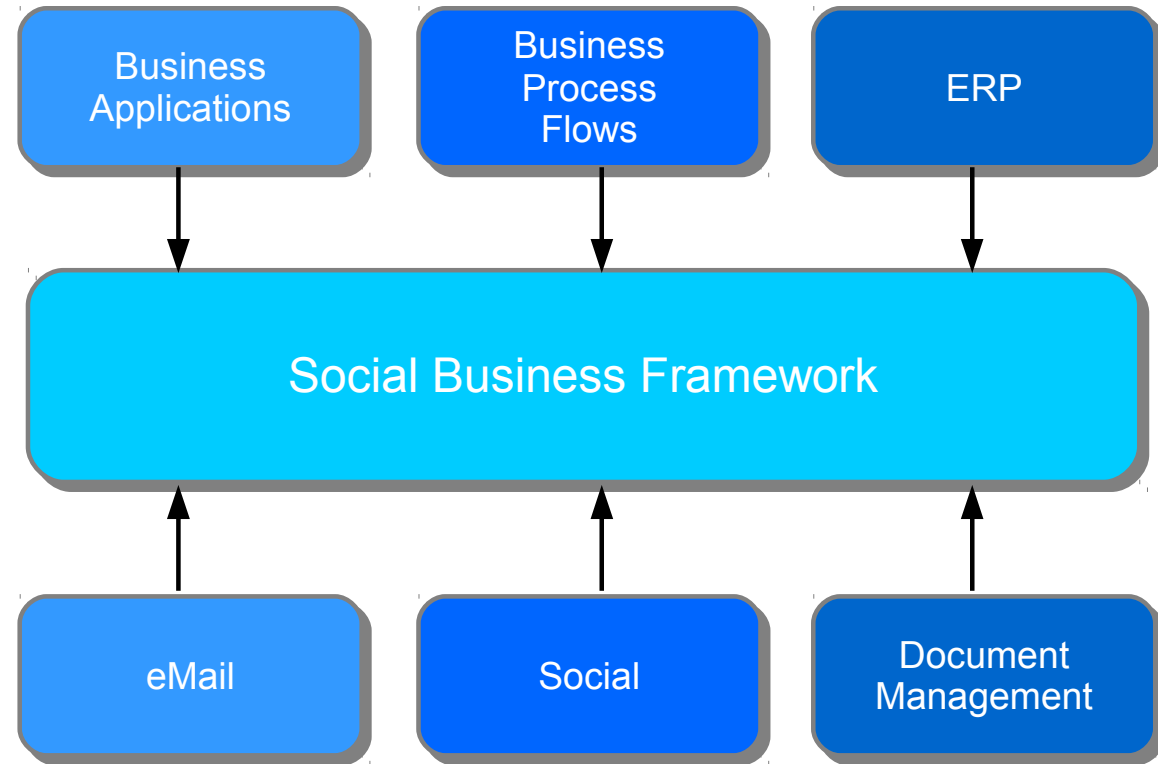 Business
Applications
Business
Process
Flows
ERP
Social Business Framework
eMail
Social
Document
Management